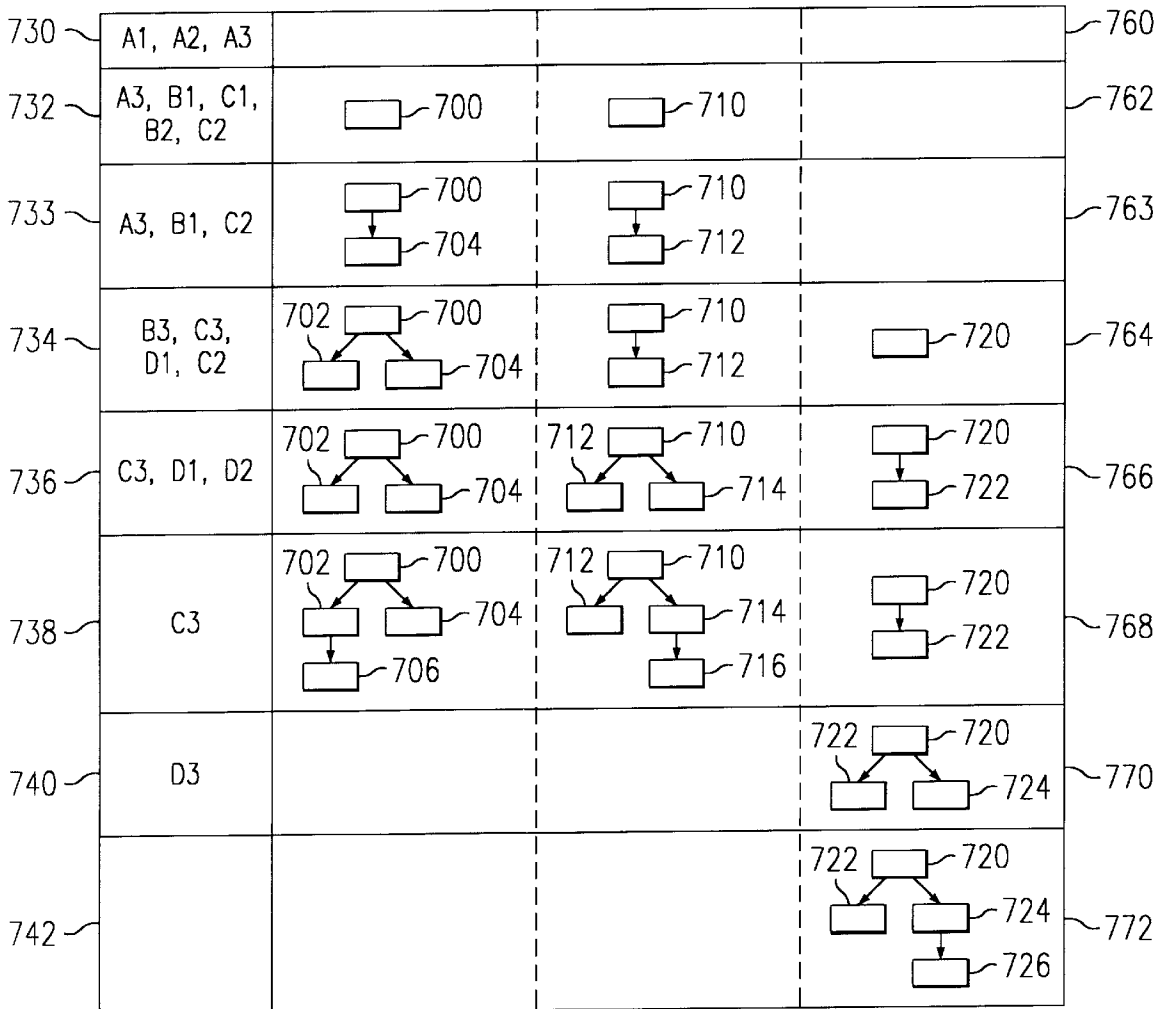 730 A1, A2, A3 760
732 A3, B1, C1, 700 710 762
B2, C2
733 A3, B1, C2 700 710 763
704 712
734 B3, C3, 702 700 710 720 764
D1, C2 704 712
736 C3, D1, D2 702 700 712 710 720 766
704 714 722
738 C3 702 700 712 710 720 768
704 714 722
706 716
740 D3 722 720 770
724
742 722 720 772
724
726